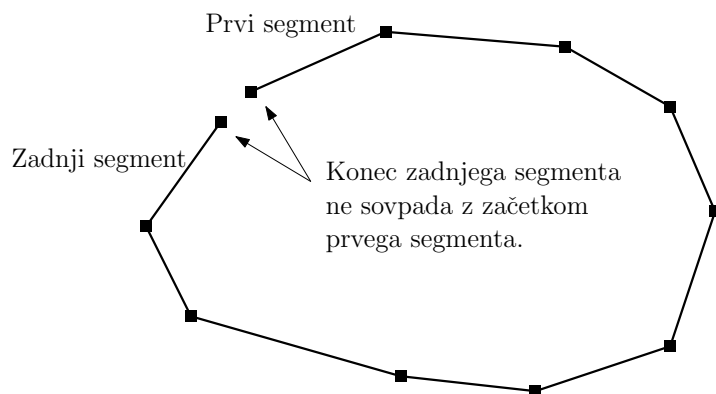 Prvi segment
Zadnji segment
Konec zadnjega segmenta
ne sovpada z začetkom
prvega segmenta.